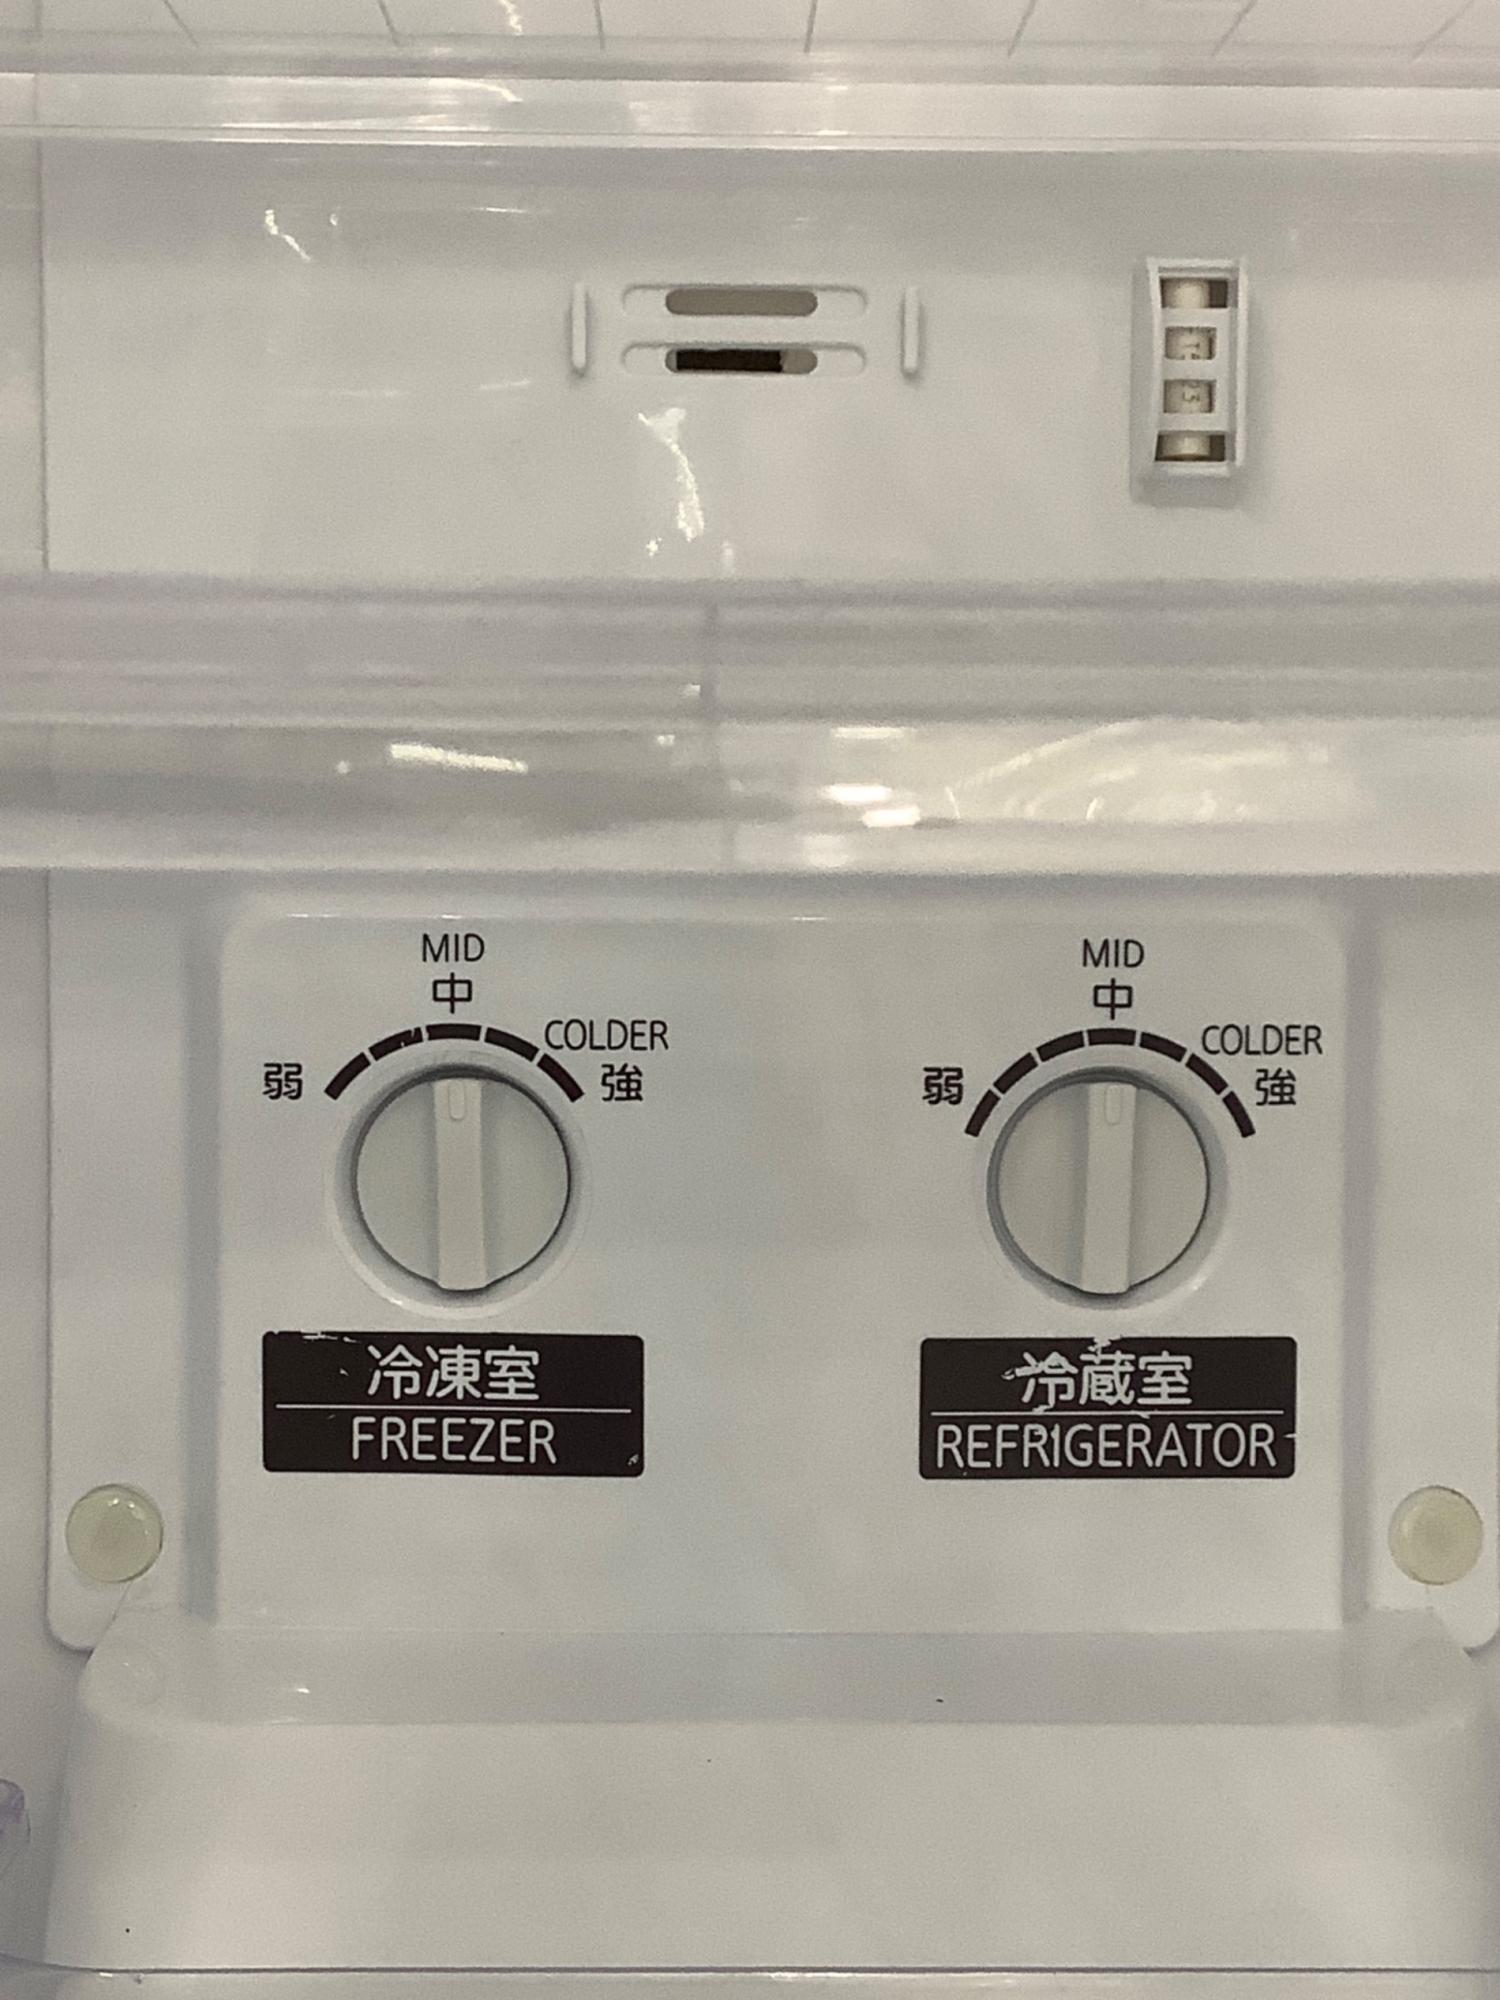 MID
中
COLDER
弱
強
冷凍室
FREEZER
MID
中
COLDER
弱
強
冷蔵室
REFRIGERATOR